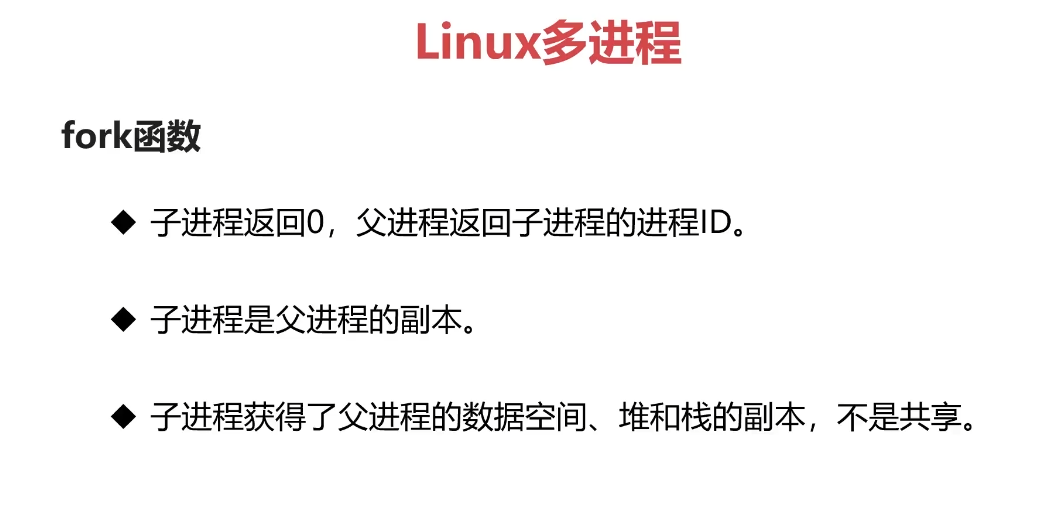 Linux多进程
fork函数
◆ 子进程返回0，父进程返回子进程的进程ID。
◆ 子进程是父进程的副本。
◆ 子进程获得了父进程的数据空间、堆和栈的副本，不是共享。